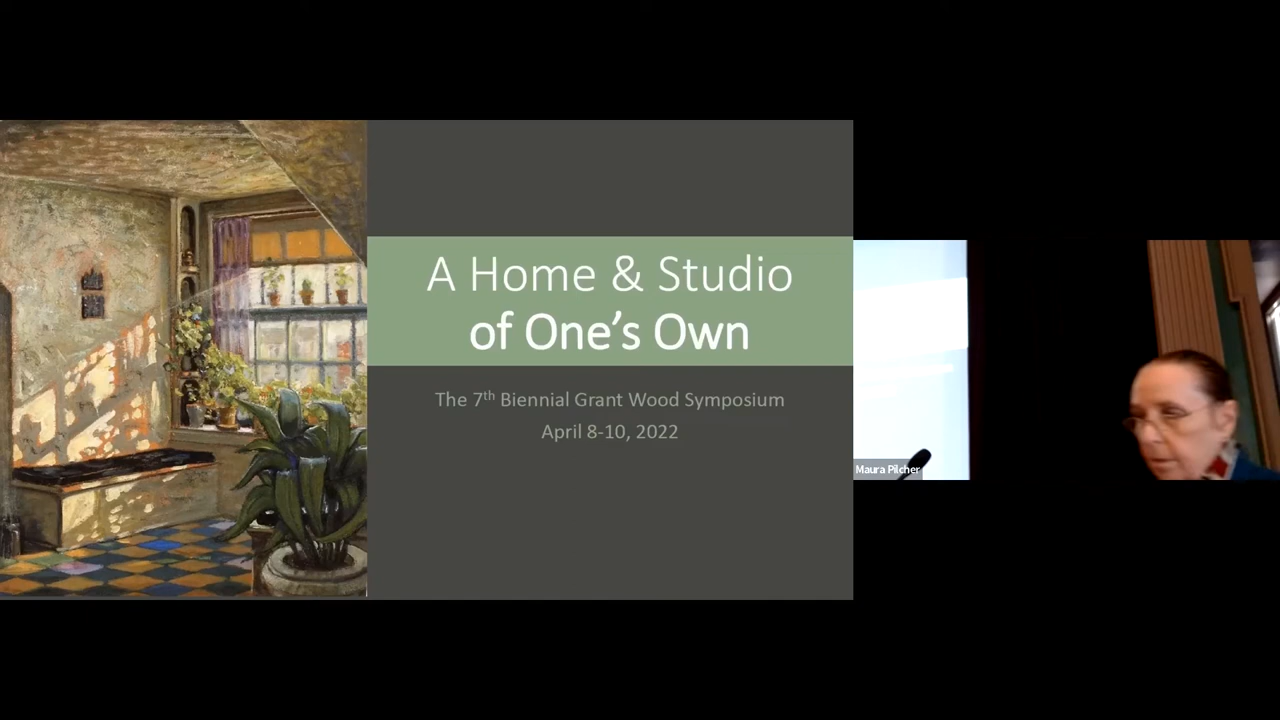 A Home & Studio
of One’s Own
The 7th Biennial Grant Wood Symposium
April 8-10, 2022
Maura Pilcher